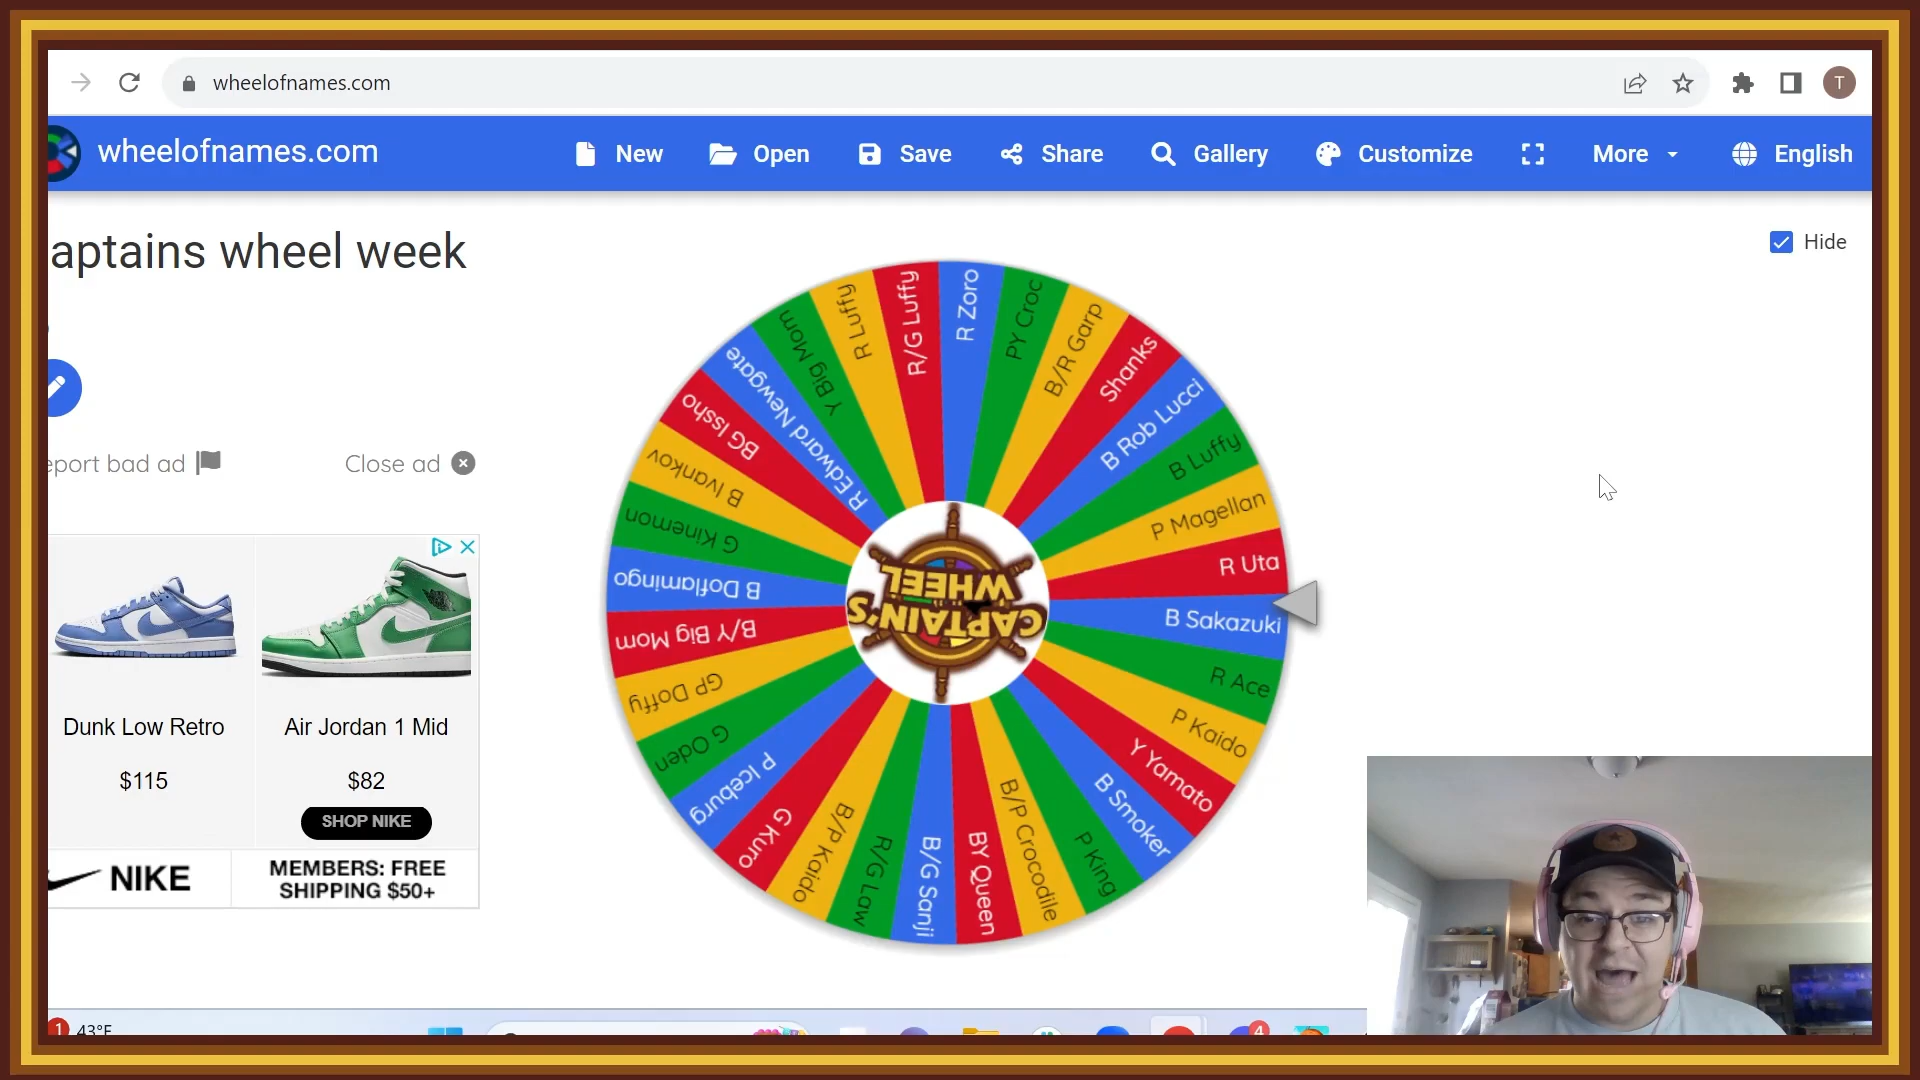 wheelofnames.com
T
wheelofnames.com
New
Open
Save
Share
Gallery
Customize
More
English
aptains wheel week
Hide
eport bad ad
Close ad
Dunk Low Retro
$115
Air Jordan 1 Mid
$82
SHOP NIKE
NIKE
MEMBERS: FREE
SHIPPING $50+
R Zoro
PY Croc
B/R Garp
Shanks
B Rob Lucci
B Luffy
P Magellan
R Uta
B Sakazuki
R Ace
P Kaido
Y Yamato
B Smoker
P King
B/P Crocodile
BY Queen
B/G Sanji
R/G Law
B/P Kaido
G Kuro
P Iceburg
G Oden
GP Doffy
B/Y Big Mom
B Doflamingo
G Kinemon
B Ivankov
BG Issho
R Edward Newgate
Y Big Mom
R Luffy
R/G Luffy
CAPTAIN'S
WHEEL
1
43°F
4